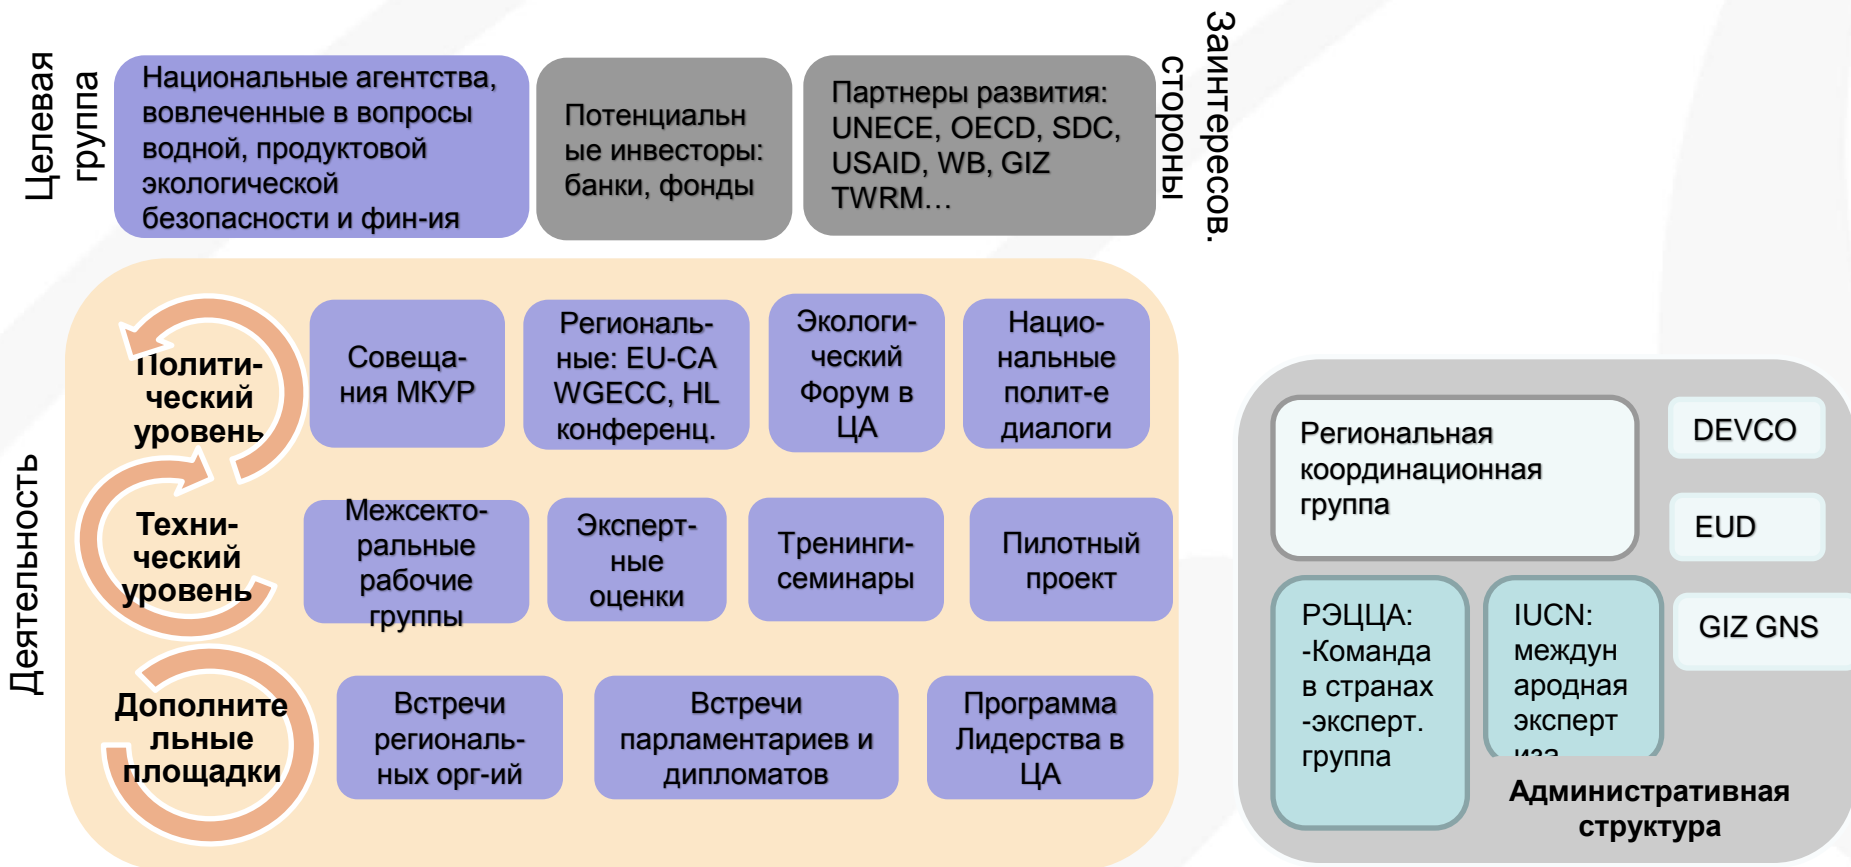 Целевая
группа
Национальные агентства,
вовлеченные в вопросы
водной, продуктовой
экологической
безопасности и фин-ия
Потенциальн
ые инвесторы:
банки, фонды
Партнеры развития:
UNECE, OECD, SDC,
USAID, WB, GIZ
TWRM…
Заинтересов.
стороны
Деятельность
Полити-
ческий
уровень
Совеща-
ния МКУР
Региональ-
ные: EU-CA
WGECC, HL
конференц.
Экологи-
ческий
Форум в
ЦА
Нацио-
нальные
полит-е
диалоги
Техни-
ческий
уровень
Межсекто-
ральные
рабочие
группы
Эксперт-
ные
оценки
Тренинги-
семинары
Пилотный
проект
Дополните
льные
площадки
Встречи
региональ-
ных орг-ий
Встречи
парламентариев и
дипломатов
Программа
Лидерства в
ЦА
Региональная
координационная
группа
DEVCO
EUD
GIZ GNS
РЭЦЦА:
-Команда
в странах
-эксперт.
группа
IUCN:
междун
ародная
эксперт
иза
Административная
структура